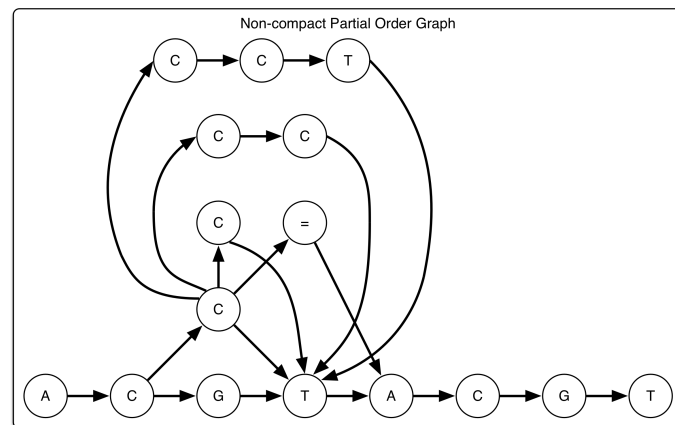 Non-compact Partial Order Graph
C C T
C C
C =
C
A C G T A C G T